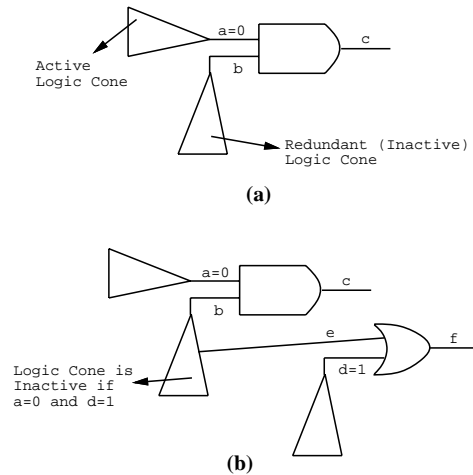 a=0
c
Active
Logic Cone
b
Redundant (Inactive)
Logic Cone
(a)
a=0
c
b
e
f
Logic Cone is
Inactive if
a=0 and d=1
d=1
(b)